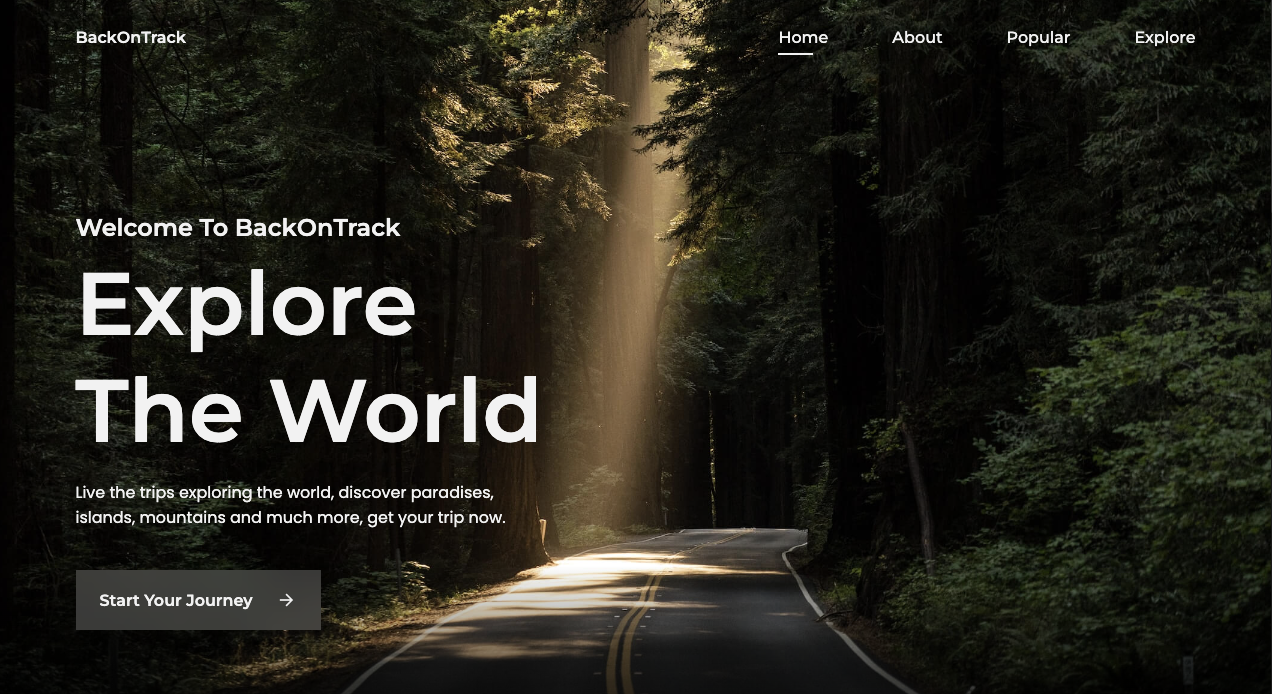 BackOnTrack
Home About Popular Explore
Welcome To BackOnTrack
Explore
The World
Live the trips exploring the world, discover paradises,
islands, mountains and much more, get your trip now.
Start Your Journey →